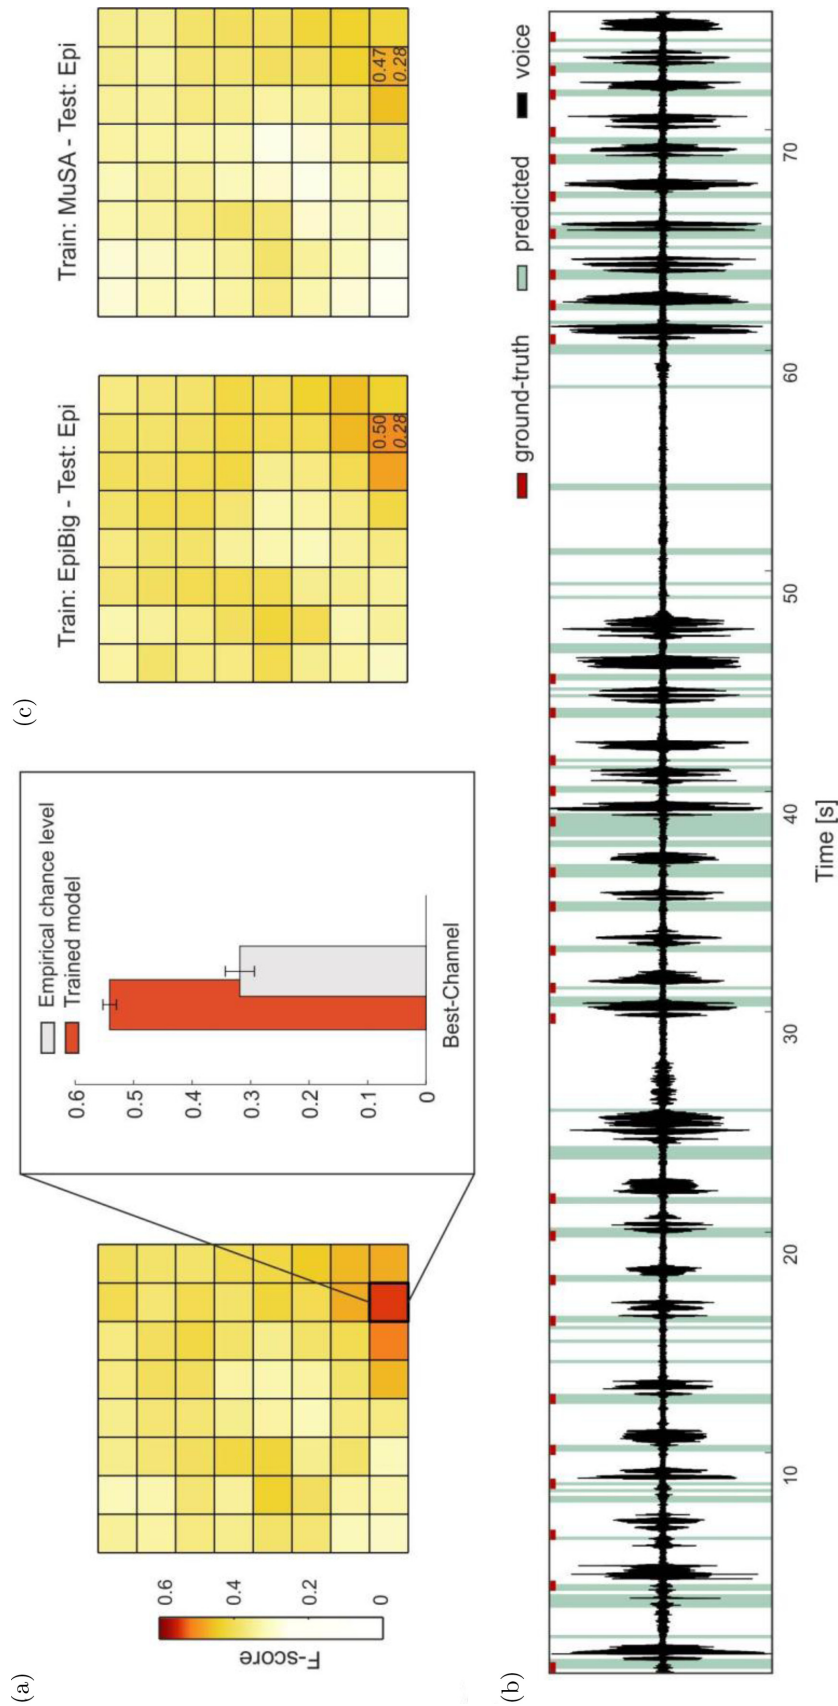 (a)
F-score
0.6
0.4
0.2
0
0.6
0.5
0.4
0.3
0.2
0.1
0
Empirical chance level
Trained model
Best-Channel
(c)
Train: EpiBig - Test: Epi
0.50
0.28
Train: MuSA - Test: Epi
0.47
0.28
(b)
ground-truth
predicted
voice
10
20
30
40
50
60
70
Time [s]